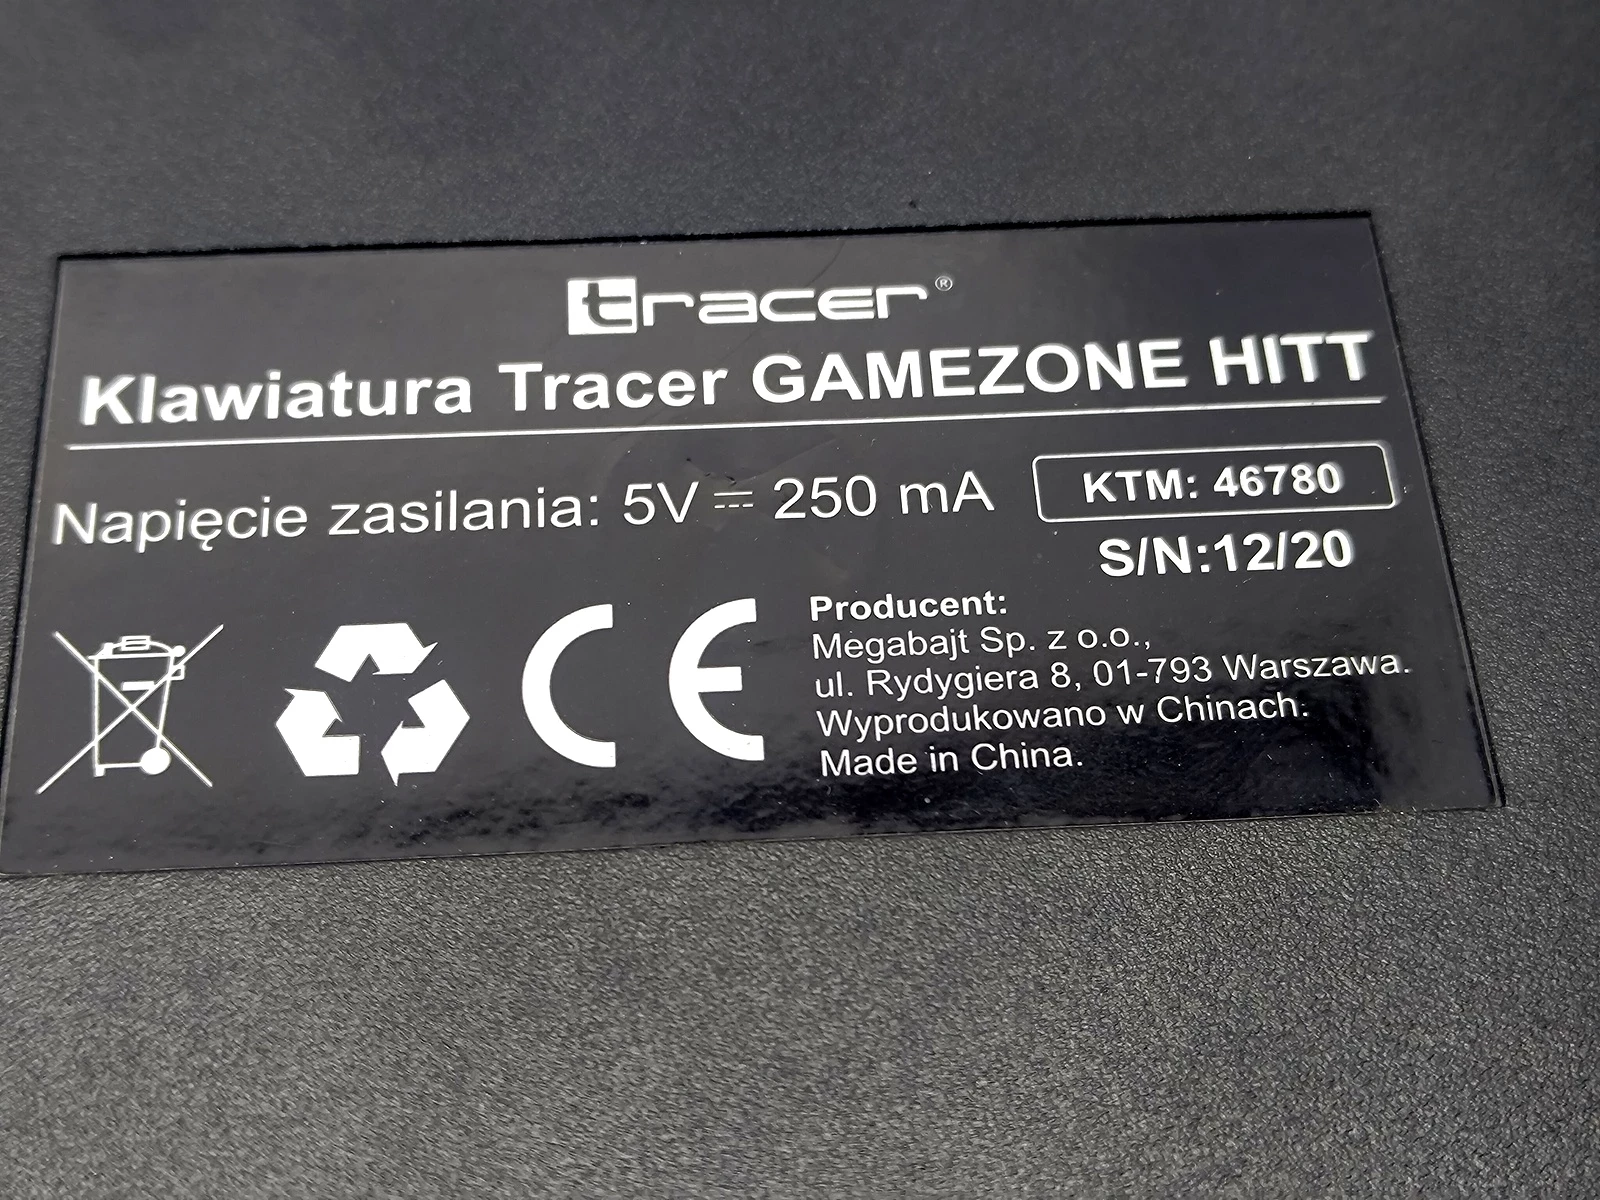 tracer®
Klawiatura Tracer GAMEZONE HITT
Napięcie zasilania: 5V ⎓ 250 mA
KTM: 46780
S/N:12/20
CE
Producent:
Megabajt Sp. z o.o.,
ul. Rydygiera 8, 01-793 Warszawa.
Wyprodukowano w Chinach.
Made in China.